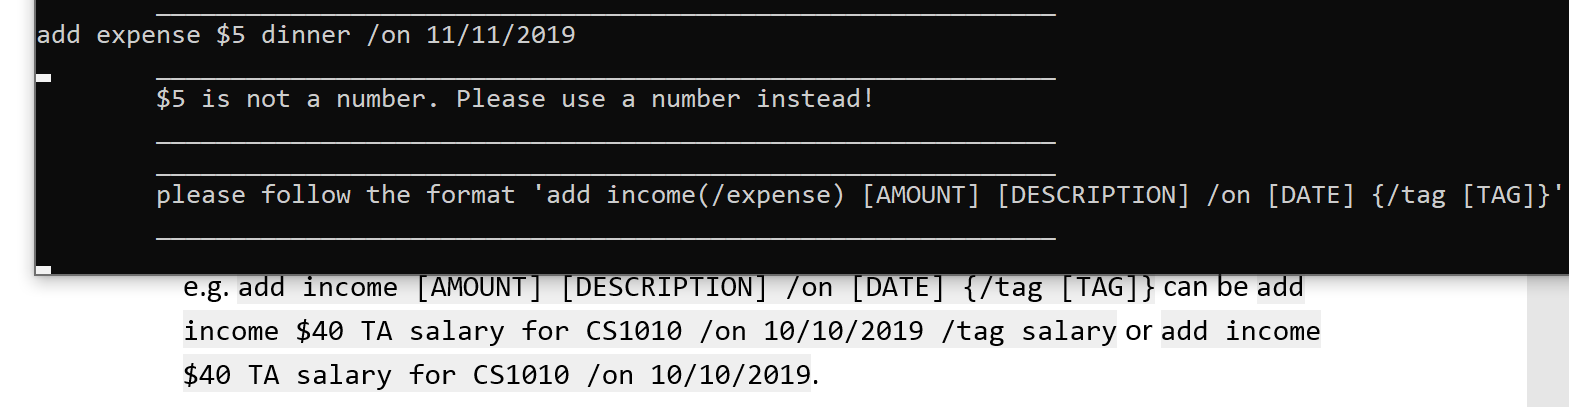 add expense $5 dinner /on 11/11/2019
$5 is not a number. Please use a number instead!
please follow the format 'add income(/expense) [AMOUNT] [DESCRIPTION] /on [DATE] {/tag [TAG]}'
e.g. add income [AMOUNT] [DESCRIPTION] /on [DATE] {/tag [TAG]} can be add
income $40 TA salary for CS1010 /on 10/10/2019 /tag salary or add income
$40 TA salary for CS1010 /on 10/10/2019.